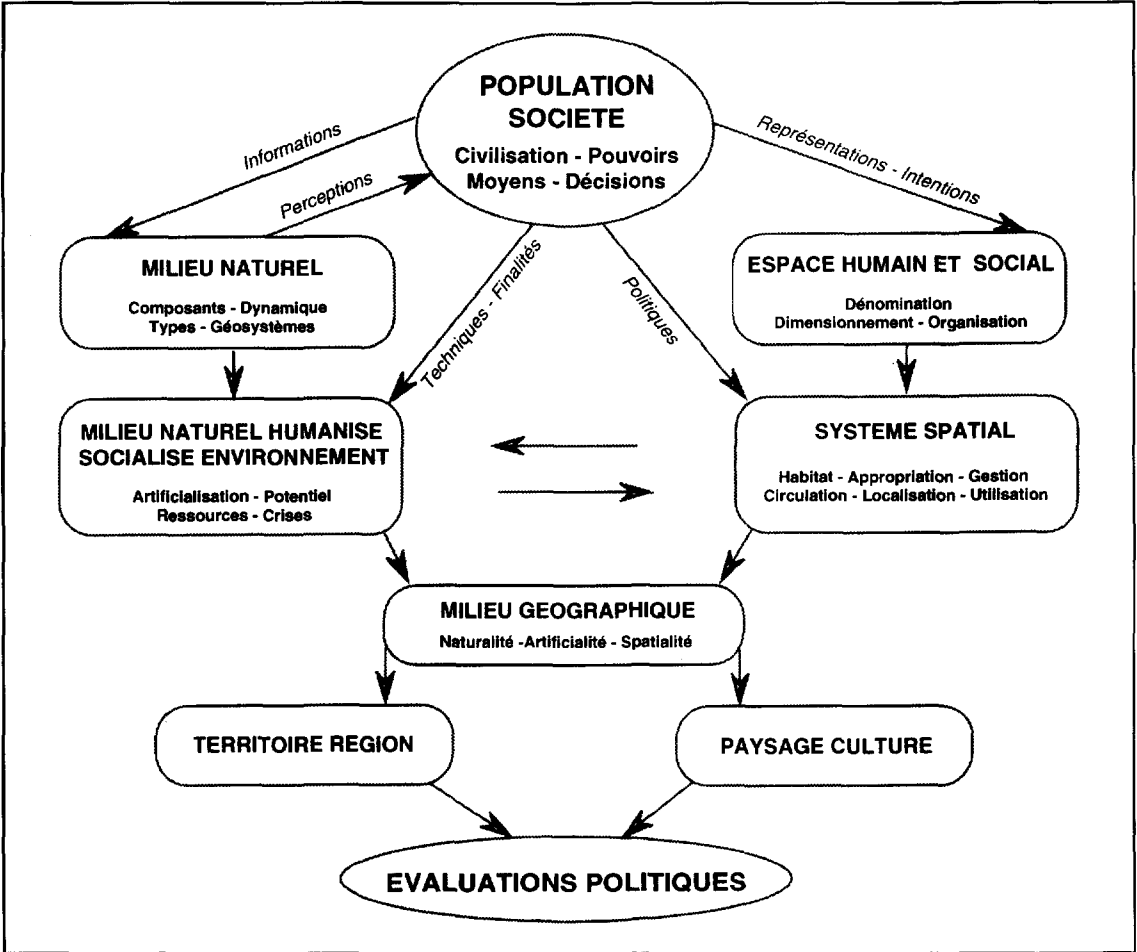 POPULATION
SOCIETE
Civilisation - Pouvoirs
Moyens - Décisions
Informations
Perceptions
Représentations - Intentions
MILIEU NATUREL
Composants - Dynamique
Types - Géosystèmes
Techniques - Finalités
Politiques
ESPACE HUMAIN ET SOCIAL
Dénomination
Dimensionnement - Organisation
MILIEU NATUREL HUMANISE
SOCIALISE ENVIRONNEMENT
Artificialisation - Potentiel
Ressources - Crises
SYSTEME SPATIAL
Habitat - Appropriation - Gestion
Circulation - Localisation - Utilisation
MILIEU GEOGRAPHIQUE
Naturalité -Artificialité - Spatialité
TERRITOIRE REGION
PAYSAGE CULTURE
EVALUATIONS POLITIQUES